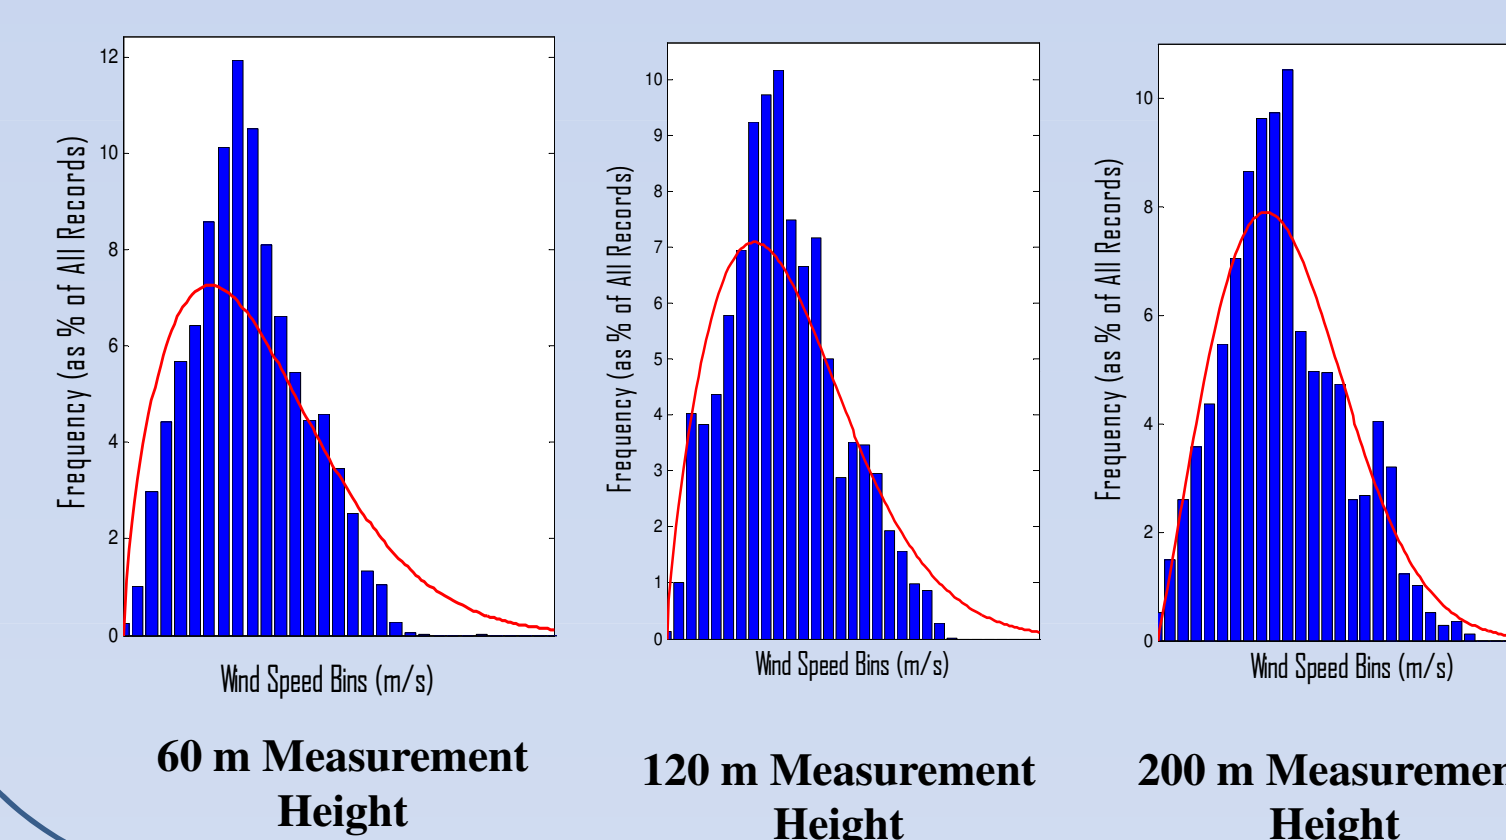 12
10
8
6
4
2
0
Frequency (as % of All Records)
Wind Speed Bins (m/s)
60 m Measurement
Height
10
9
8
7
6
5
4
3
2
1
0
Frequency (as % of All Records)
Wind Speed Bins (m/s)
120 m Measurement
Height
10
8
6
4
2
0
Frequency (as % of All Records)
Wind Speed Bins (m/s)
200 m Measuremen
Height